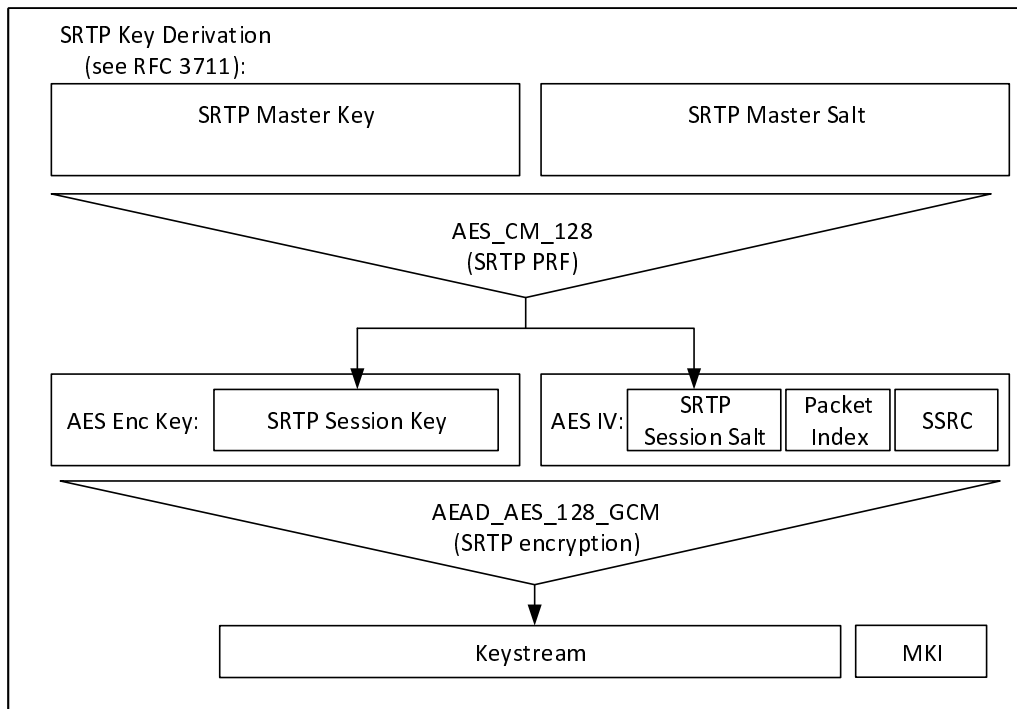 SRTP Key Derivation
(see RFC 3711):
SRTP Master Key
SRTP Master Salt
AES_CM_128
(SRTP PRF)
AES Enc Key:
SRTP Session Key
AES IV:
SRTP
Session Salt
Packet
Index
SSRC
AEAD_AES_128_GCM
(SRTP encryption)
Keystream
MKI